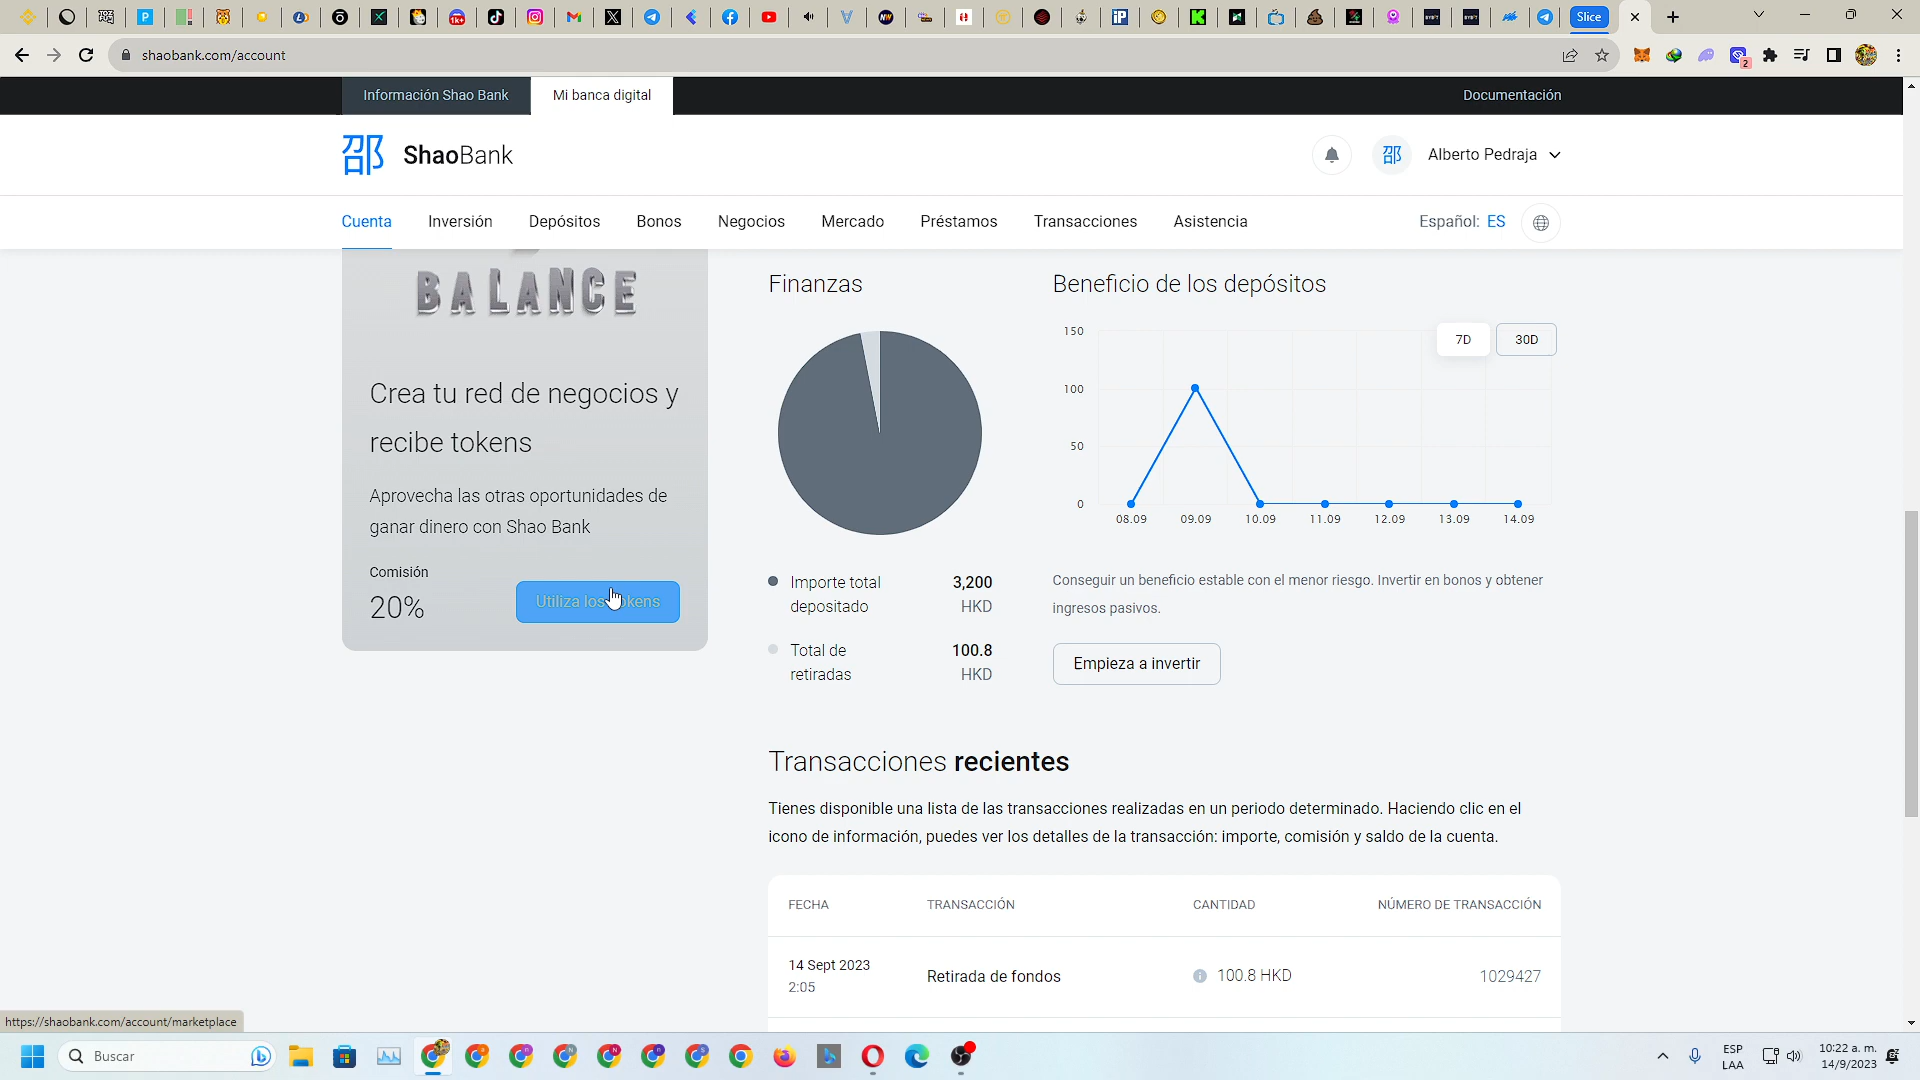 Slice
shaobank.com/account
2
Información Shao Bank
Mi banca digital
Documentación
邵 ShaoBank
邵
Alberto Pedraja
Cuenta
Inversión
Depósitos
Bonos
Negocios
Mercado
Préstamos
Transacciones
Asistencia
Español: ES
BALANCE
Crea tu red de negocios y
recibe tokens
Aprovecha las otras oportunidades de
ganar dinero con Shao Bank
Comisión
20%
Utiliza los tokens
Finanzas
Importe total 3,200
depositado HKD
Total de 100.8
retiradas HKD
Beneficio de los depósitos
7D
30D
150
100
50
0
08.09 09.09 10.09 11.09 12.09 13.09 14.09
Conseguir un beneficio estable con el menor riesgo. Invertir en bonos y obtener
ingresos pasivos.
Empieza a invertir
Transacciones recientes
Tienes disponible una lista de las transacciones realizadas en un periodo determinado. Haciendo clic en el
icono de información, puedes ver los detalles de la transacción: importe, comisión y saldo de la cuenta.
FECHA TRANSACCIÓN CANTIDAD NÚMERO DE TRANSACCIÓN
14 Sept 2023
2:05
Retirada de fondos
100.8 HKD
1029427
https://shaobank.com/account/marketplace
Buscar
ESP
LAA
10:22 a. m.
14/9/2023